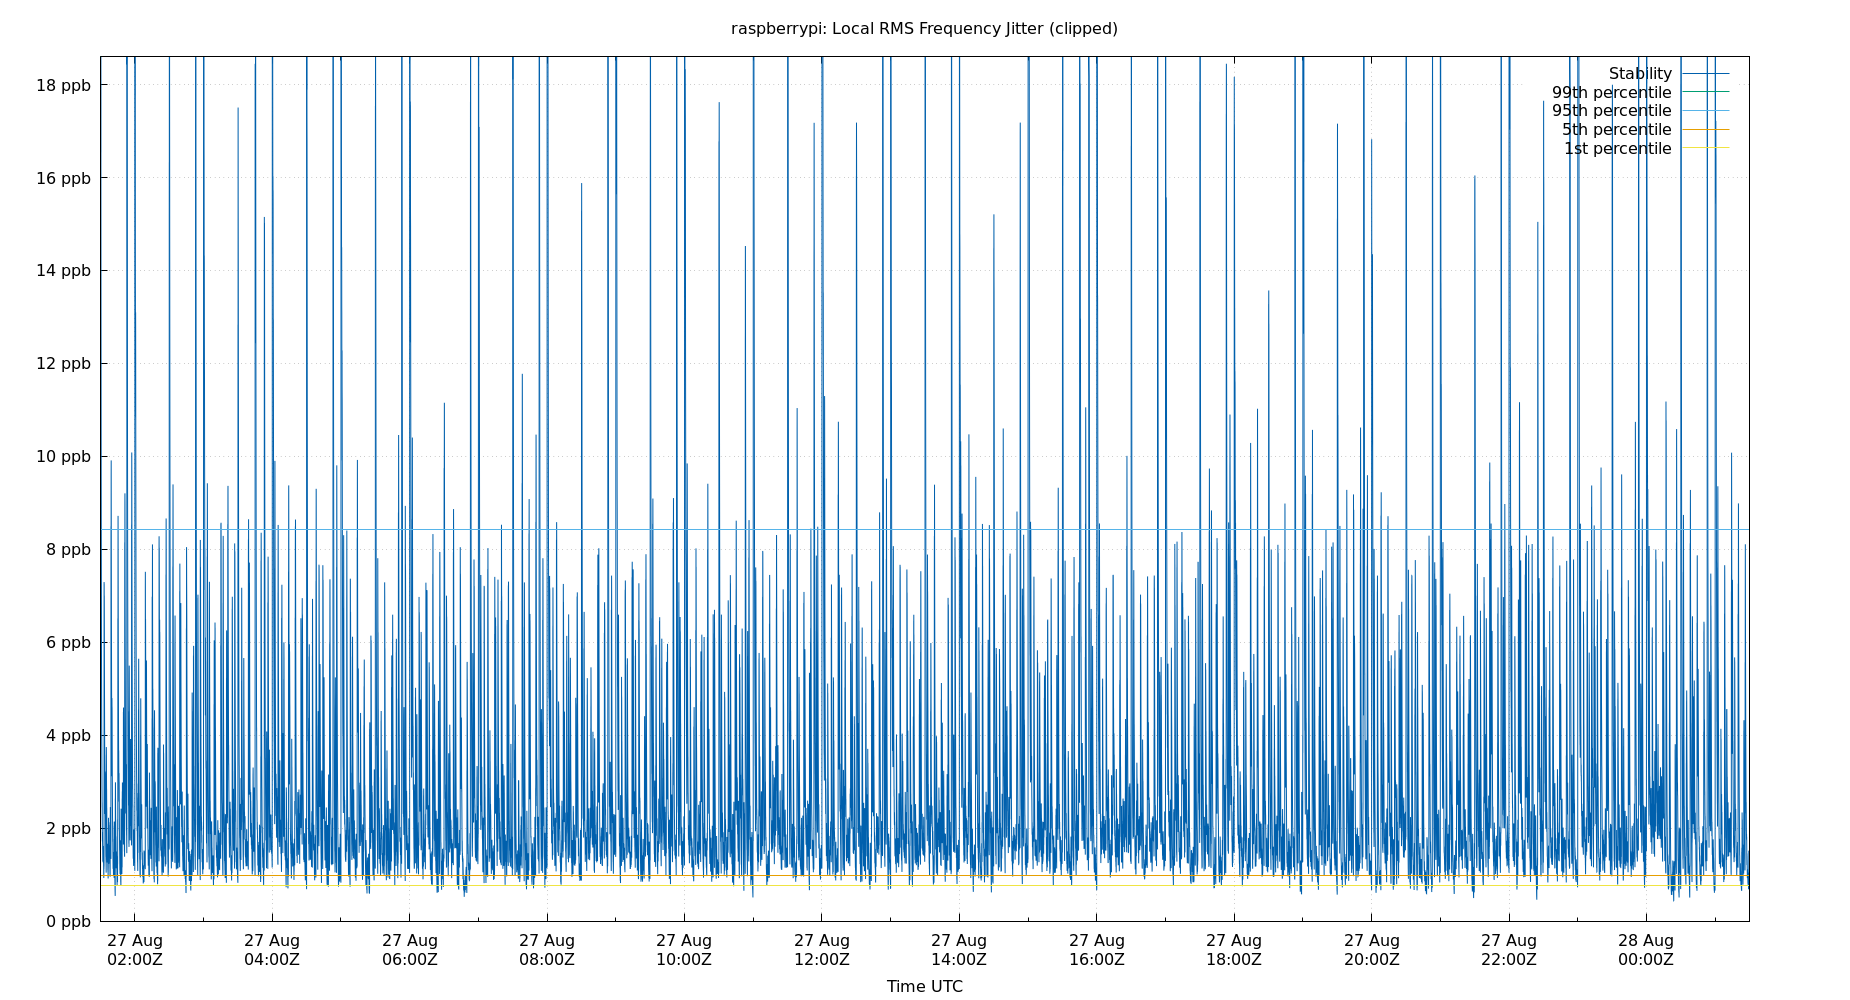 raspberrypi: Local RMS Frequency Jitter (clipped)
Stability
99th percentile
95th percentile
5th percentile
1st percentile
18 ppb
16 ppb
14 ppb
12 ppb
10 ppb
8 ppb
6 ppb
4 ppb
2 ppb
0 ppb
27 Aug 27 Aug 27 Aug 27 Aug 27 Aug 27 Aug 27 Aug 27 Aug 27 Aug 27 Aug 27 Aug 28 Aug
02:00Z 04:00Z 06:00Z 08:00Z 10:00Z 12:00Z 14:00Z 16:00Z 18:00Z 20:00Z 22:00Z 00:00Z
Time UTC